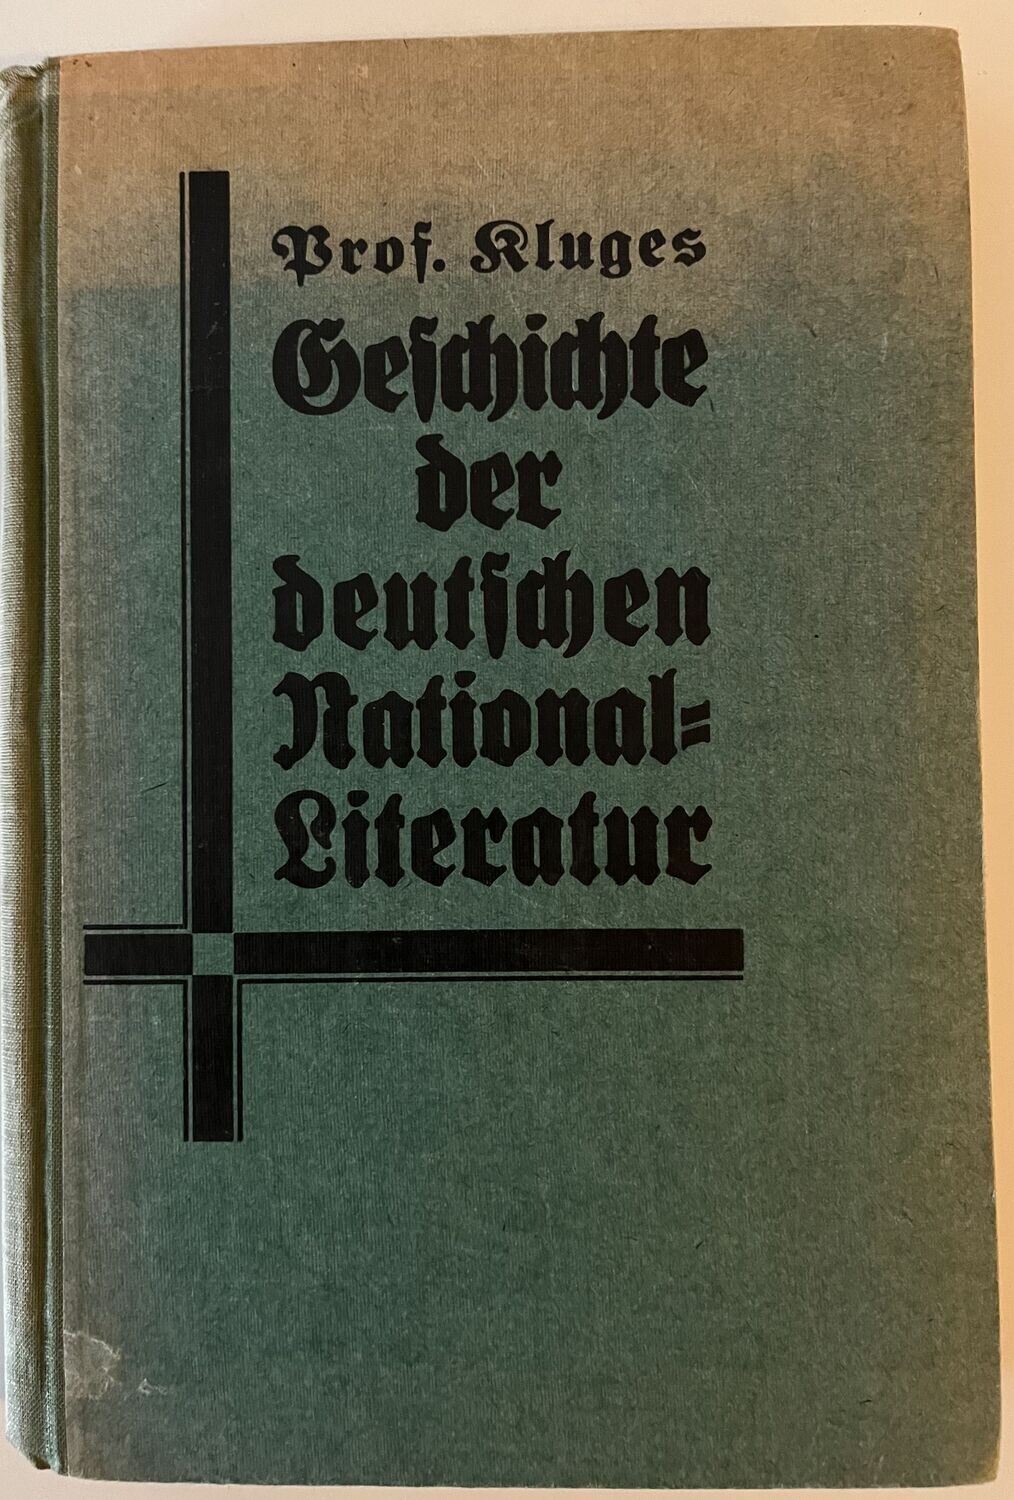 Prof. Kluges
Geschichte
der
deutschen
National-
Literatur